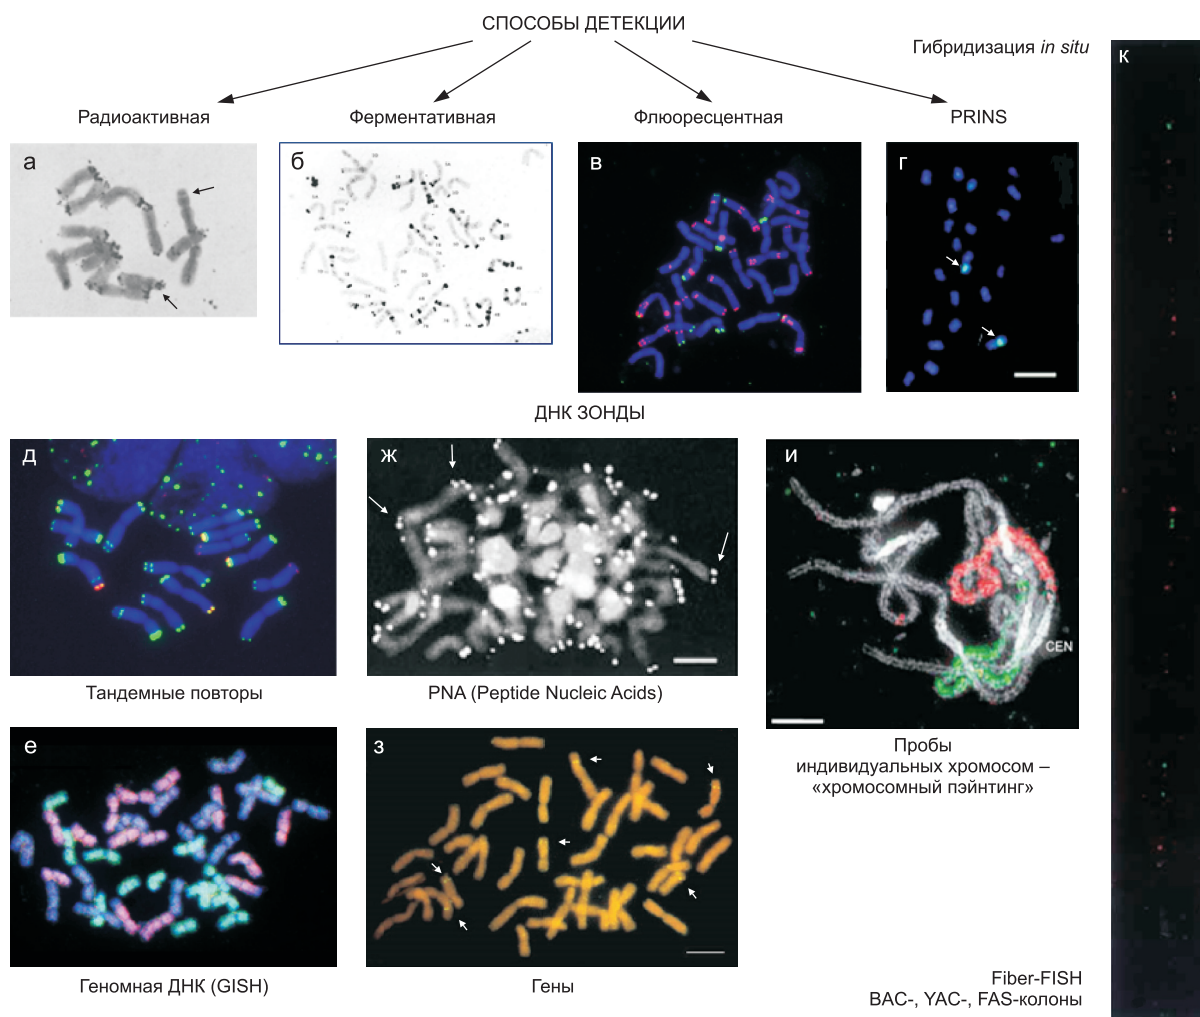 СПОСОБЫ ДЕТЕКЦИИ
Гибридизация in situ
Радиоактивная
Ферментативная
Флюоресцентная
PRINS
а
б
в
г
к
ДНК ЗОНДЫ
д
ж
и
CEN
Тандемные повторы
PNA (Peptide Nucleic Acids)
Пробы
индивидуальных хромосом –
«хромосомный пэйнтинг»
е
з
Геномная ДНК (GISH)
Гены
Fiber-FISH
BAC-, YAC-, FAS-колоны